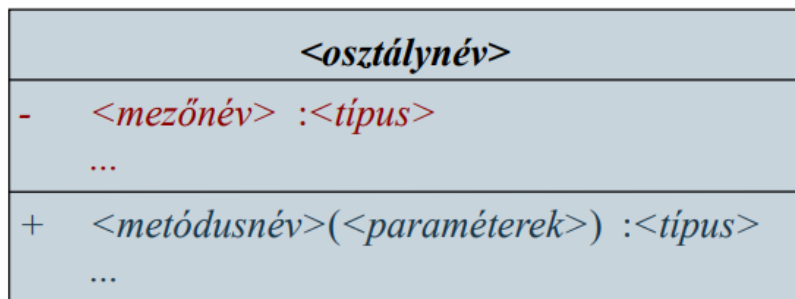 <osztálynév>
- <mezőnév> :<típus>
...
+ <metódusnév>(<paraméterek>) :<típus>
...